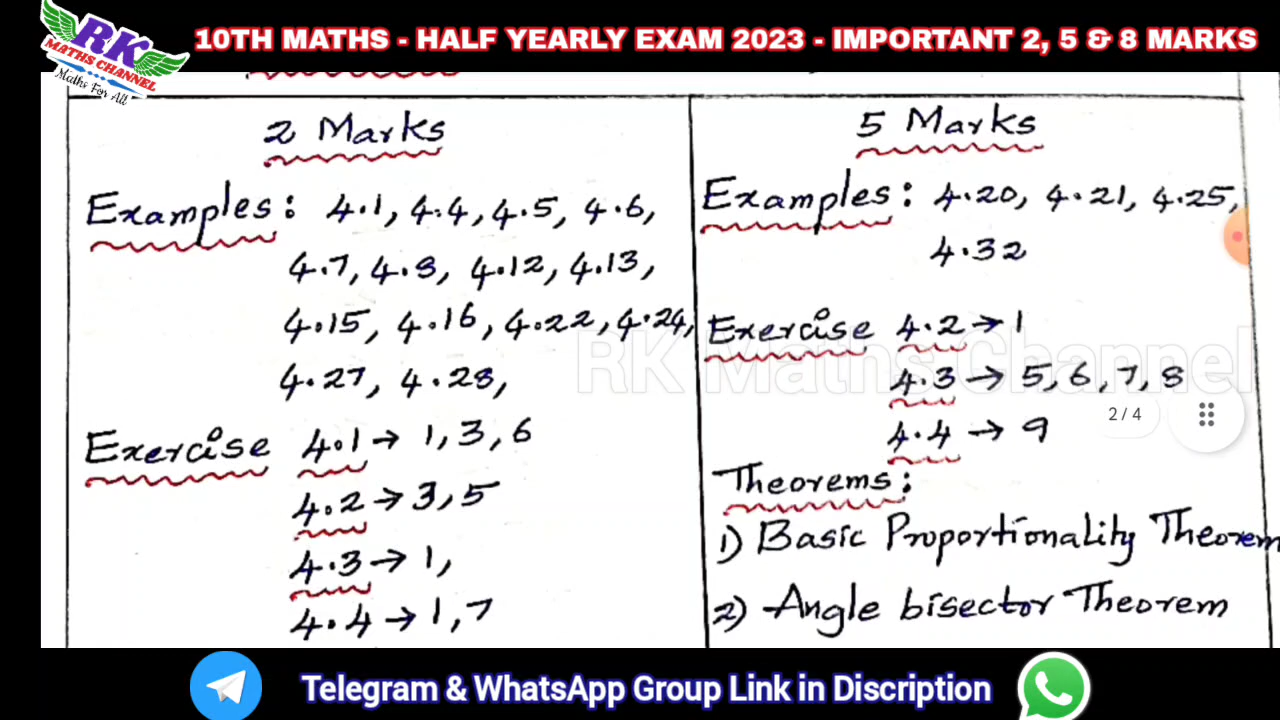 RK
MATHS CHANNEL
Maths For All
10TH MATHS - HALF YEARLY EXAM 2023 - IMPORTANT 2, 5 & 8 MARKS
2 Marks
Examples: 4.1, 4.4, 4.5, 4.6,
4.7, 4.8, 4.12, 4.13,
4.15, 4.16, 4.22, 4.24,
4.27, 4.28,
Exercise 4.1 → 1, 3, 6
4.2 → 3, 5
4.3 → 1,
4.4 → 1, 7
5 Marks
Examples: 4.20, 4.21, 4.25,
4.32
Exercise 4.2 → 1
4.3 → 5, 6, 7, 8
4.4 → 9
Theorems:
1) Basic Proportionality Theorem
2) Angle bisector Theorem
RK Maths Channel
2 / 4
Telegram & WhatsApp Group Link in Discription